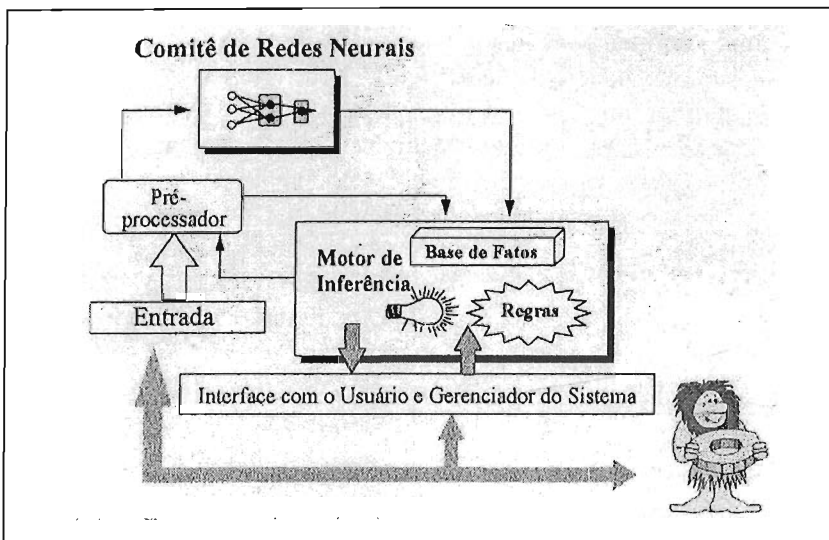 Comitê de Redes Neurais
Pré-
processador
Base de Fatos
Motor de
Inferência
Regras
Entrada
Interface com o Usuário e Gerenciador do Sistema